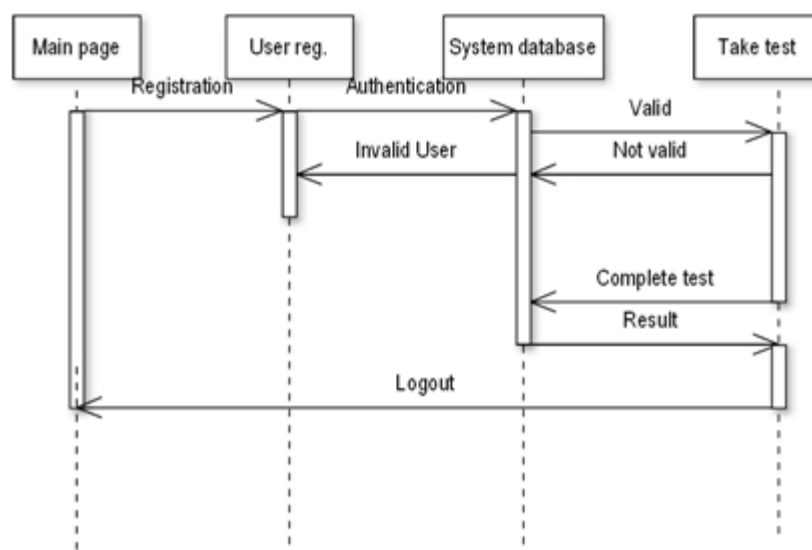 Main page
User reg.
System database
Take test
Registration
Authentication
Valid
Invalid User
Not valid
Complete test
Result
Logout